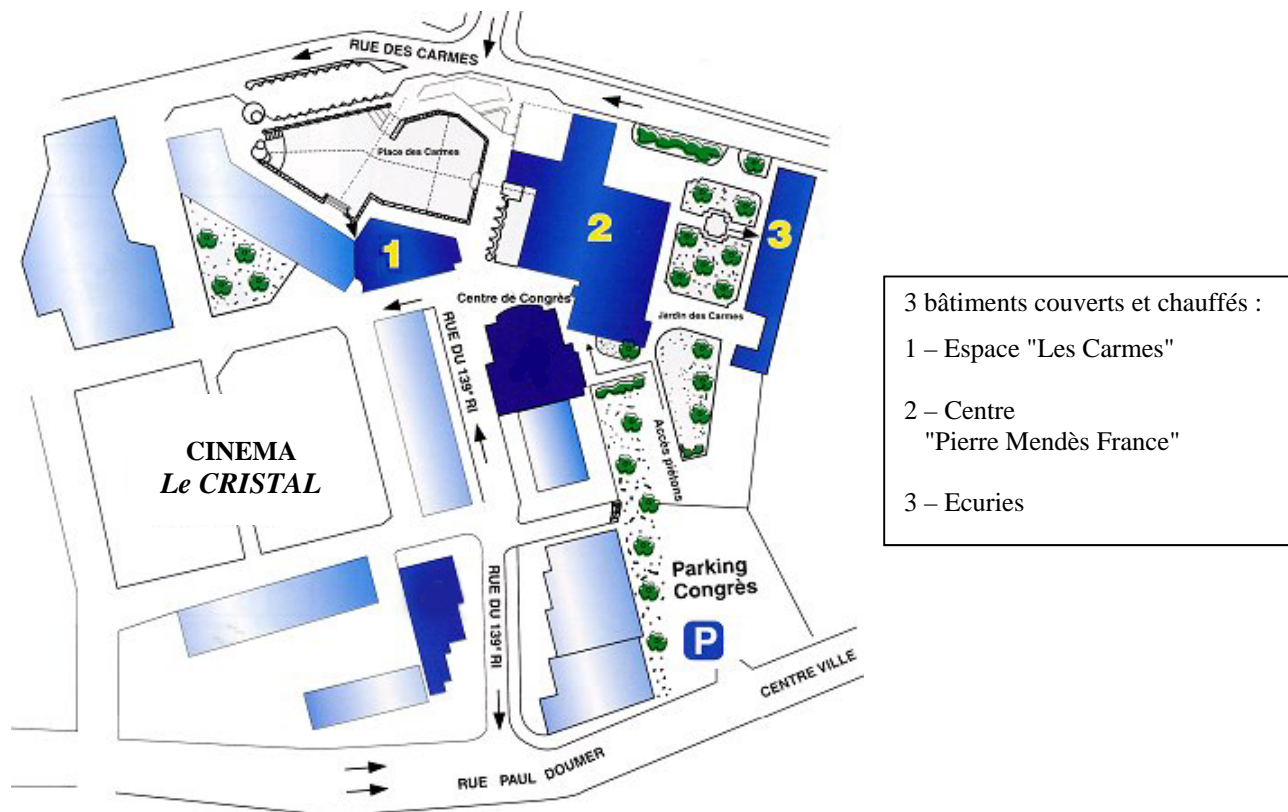 RUE DES CARMES
Place des Carmes
1
2
3
Centre de Congrès
Jardin des Carmes
RUE DU 139° RI
Accès piétons
CINEMA
Le CRISTAL
RUE DU 139° RI
Parking
Congrès
P
CENTRE VILLE
RUE PAUL DOUMER
3 bâtiments couverts et chauffés :
1 – Espace "Les Carmes"
2 – Centre
"Pierre Mendès France"
3 – Ecuries